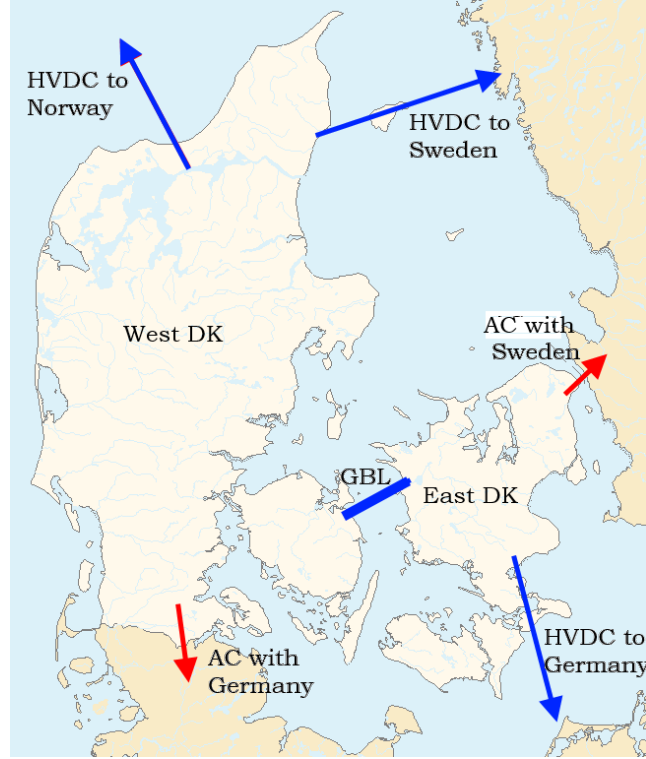 HVDC to
Norway
HVDC to
Sweden
West DK
AC with
Sweden
GBL
East DK
HVDC to
Germany
AC with
Germany